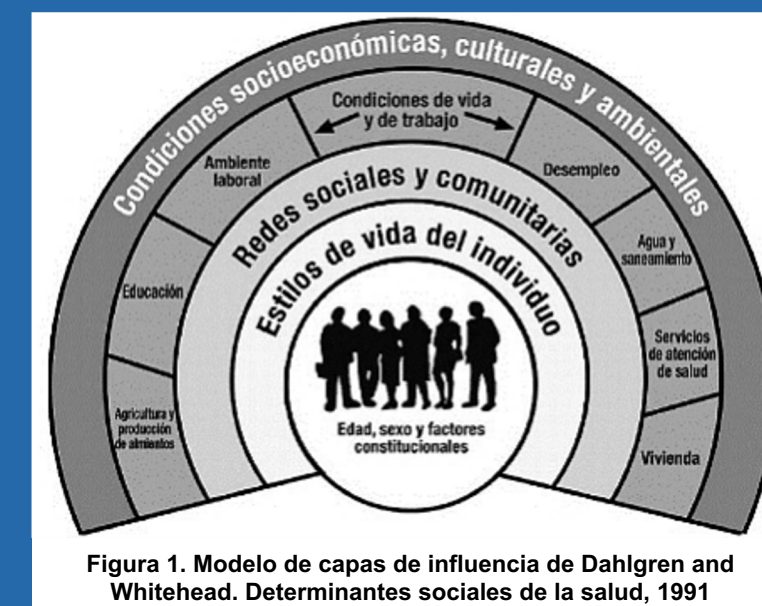 Condiciones socioeconómicas, culturales y ambientales
Condiciones de vida
y de trabajo
Ambiente
laboral
Desempleo
Redes sociales y comunitarias
Agua y
saneamiento
Educación
Estilos de vida del individuo
Servicios
de atención
de salud
Agricultura y
producción
de almientos
Edad, sexo y factores
constitucionales
Vivienda
Figura 1. Modelo de capas de influencia de Dahlgren and
Whitehead. Determinantes sociales de la salud, 1991